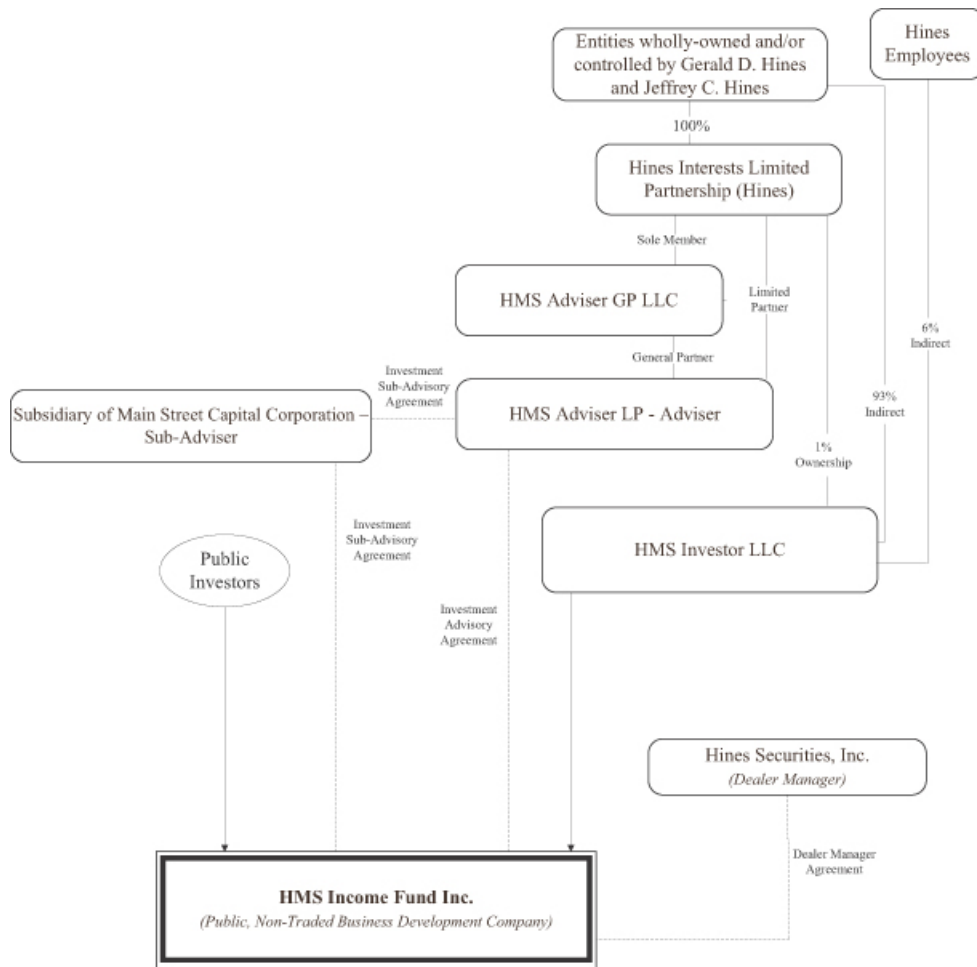 Entities wholly-owned and/or
controlled by Gerald D. Hines
and Jeffrey C. Hines
Hines
Employees
100%
Hines Interests Limited
Partnership (Hines)
Sole Member
HMS Adviser GP LLC
Limited
Partner
6%
Indirect
General Partner
Investment
Sub-Advisory
Agreement
93%
Indirect
Subsidiary of Main Street Capital Corporation –
Sub-Adviser
HMS Adviser LP - Adviser
1%
Ownership
Investment
Sub-Advisory
Agreement
HMS Investor LLC
Public
Investors
Investment
Advisory
Agreement
Hines Securities, Inc.
(Dealer Manager)
Dealer Manager
Agreement
HMS Income Fund Inc.
(Public, Non-Traded Business Development Company)